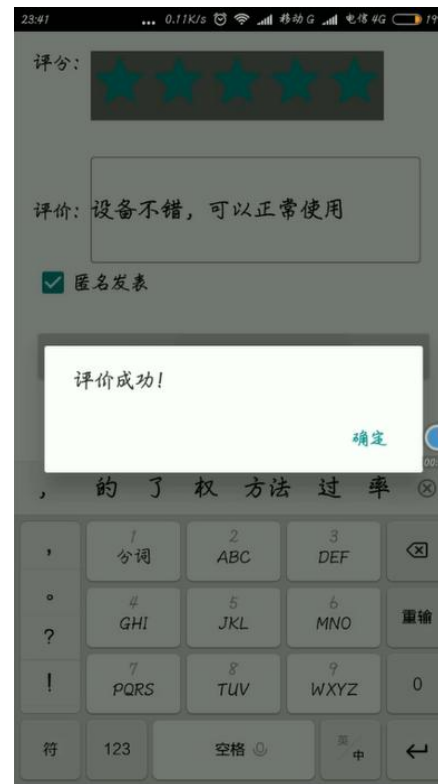 23:41 ... 0.11K/s 移动G 电信4G 19
评分:
评价: 设备不错，可以正常使用
匿名发表
评价成功!
确定
00:
， 的 了 权 方法 过 率
, 1 分词 2 ABC 3 DEF
。 4 GHI 5 JKL 6 MNO 重输
?
! 7 PQRS 8 TUV 9 WXYZ 0
符 123 空格 英/中